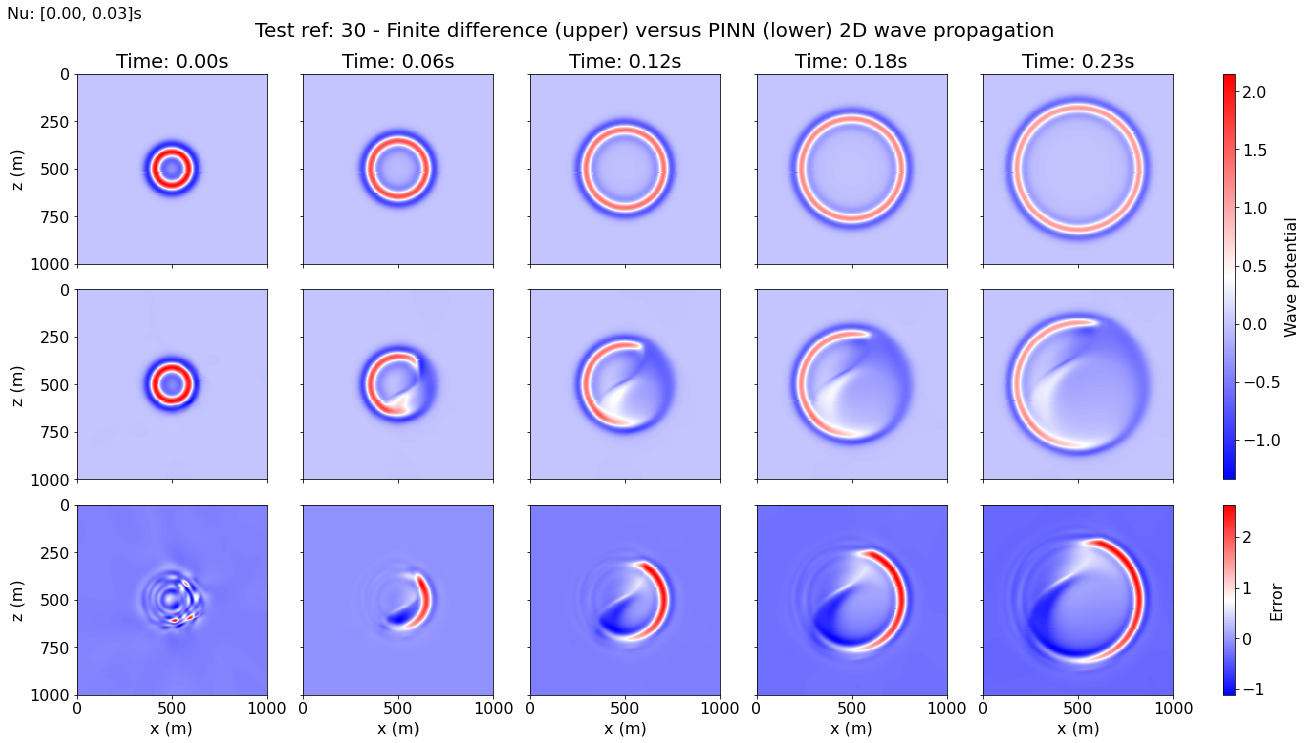 Nu: [0.00, 0.03]s
Test ref: 30 - Finite difference (upper) versus PINN (lower) 2D wave propagation
Time: 0.00s
Time: 0.06s
Time: 0.12s
Time: 0.18s
Time: 0.23s
0
250
500
750
1000
z (m)
2.0
1.5
1.0
0.5
0.0
−0.5
−1.0
Wave potential
0
250
500
750
1000
z (m)
0
250
500
750
1000
z (m)
2
1
0
−1
Error
0 500 1000
0 500 1000
0 500 1000
0 500 1000
0 500 1000
x (m)
x (m)
x (m)
x (m)
x (m)